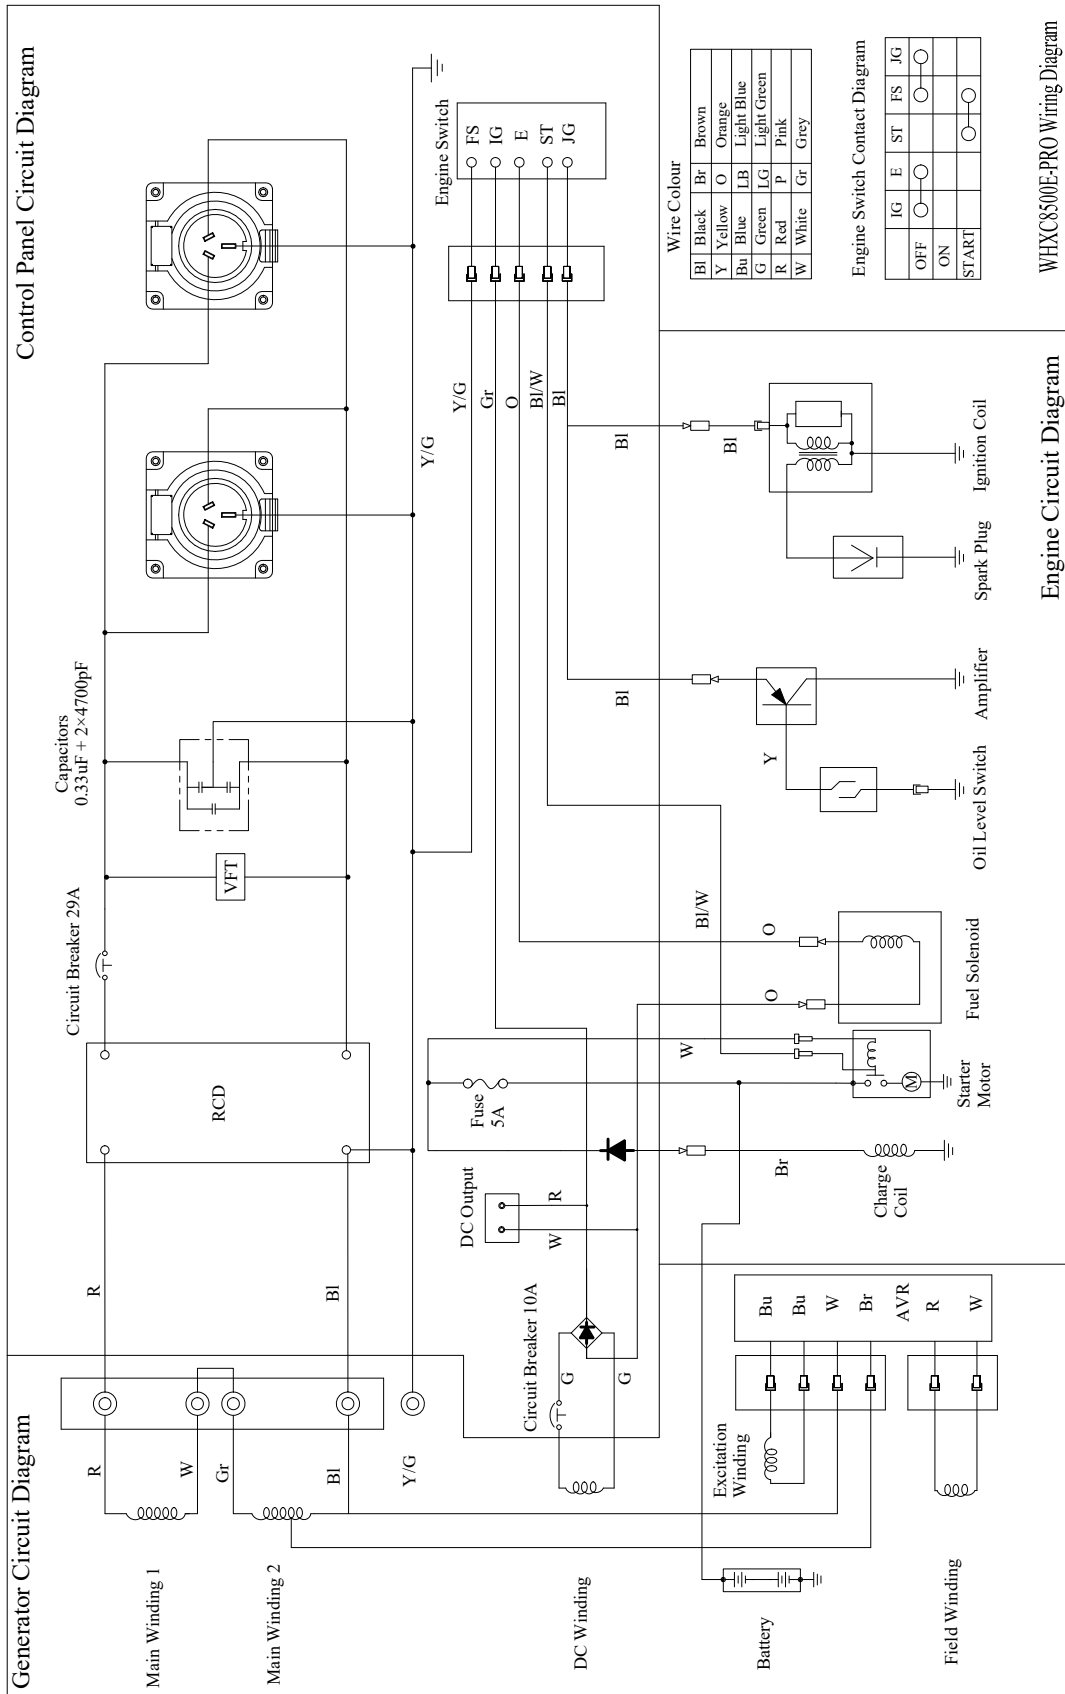 Generator Circuit Diagram
Control Panel Circuit Diagram
Main Winding 1
R
W
Main Winding 2
Gr
Bl
Y/G
R
Bl
RCD
Circuit Breaker 29A
VFT
Capacitors
0.33uF + 2×4700pF
Y/G
DC Winding
Circuit Breaker 10A
G
G
DC Output
W
R
Fuse
5A
W
Y/G
Gr
O
Bl/W
Bl
Engine Switch
FS
IG
E
ST
JG
Battery
Excitation
Winding
Field Winding
Bu
Bu
W
Br
AVR
R
W
Br
Charge
Coil
Starter
Motor
Bl/W
O
O
Fuel Solenoid
Y
Oil Level Switch
Bl
Amplifier
Spark Plug
Bl
Bl
Ignition Coil
Engine Circuit Diagram
Wire Colour
Bl Black Br Brown
Y Yellow O Orange
Bu Blue LB Light Blue
G Green LG Light Green
R Red P Pink
W White Gr Grey
Engine Switch Contact Diagram
IG E ST FS JG
OFF
ON
START
WHXC8500E-PRO Wiring Diagram
M